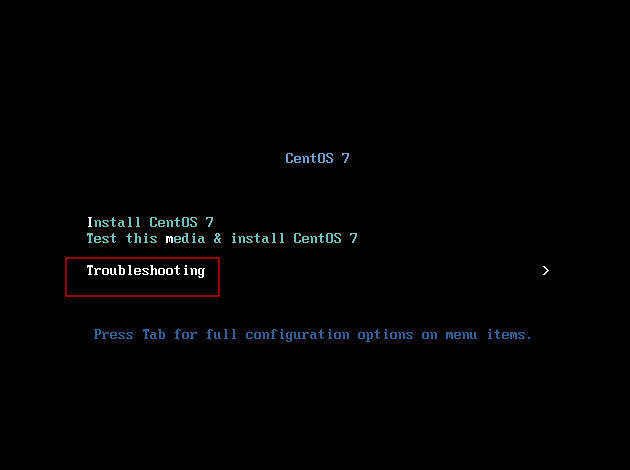 CentOS 7
Install CentOS 7
Test this media & install CentOS 7
Troubleshooting >
Press Tab for full configuration options on menu items.